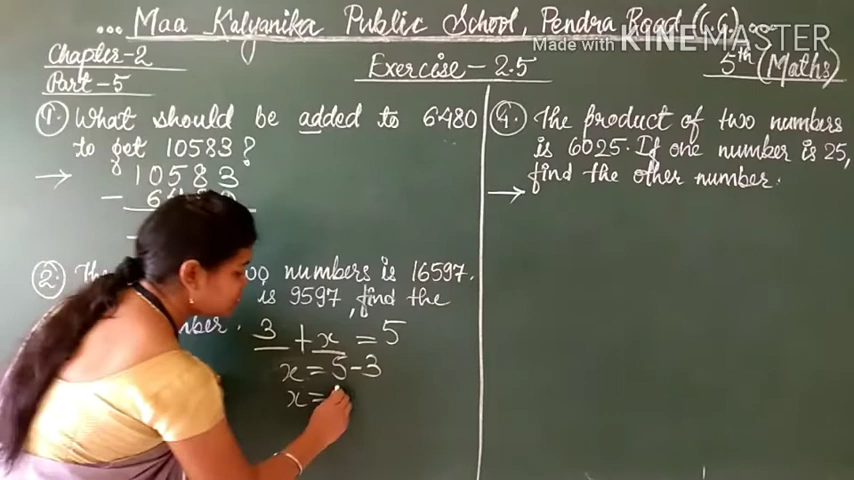 ... Maa Kalyanika Public School, Pendra Road (C.G.) ...
Made with KINEMASTER
Chapter-2
Part-5
Exercise-2.5
5th (Maths)
1. What should be added to 6480
to get 10583?
→ 10583
- 6
2. two numbers is 16597.
is 9597, find the
number.
3 + x = 5
x = 5-3
x =
4. The product of two numbers
is 6025. If one number is 25,
→ find the other number.